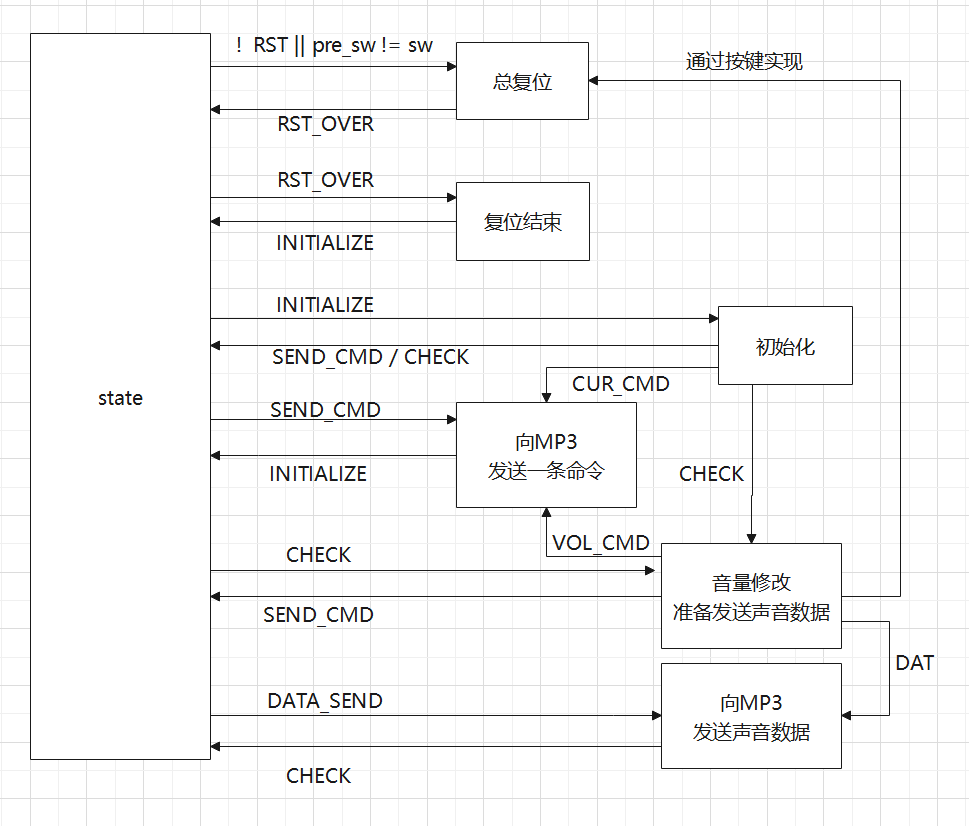 ! RST || pre_sw != sw
通过按键实现
总复位
RST_OVER
RST_OVER
复位结束
INITIALIZE
INITIALIZE
初始化
SEND_CMD / CHECK
CUR_CMD
state
SEND_CMD
向MP3
发送一条命令
INITIALIZE
CHECK
VOL_CMD
CHECK
音量修改
准备发送声音数据
SEND_CMD
DAT
DATA_SEND
向MP3
发送声音数据
CHECK